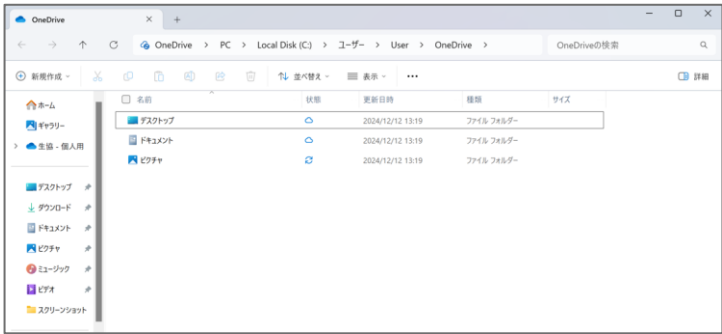 OneDrive
OneDrive > PC > Local Disk (C:) > ユーザー > User > OneDrive >
OneDriveの検索
新規作成
並べ替え
表示
詳細
名前 状態 更新日時 種類 サイズ
デスクトップ 2024/12/12 13:19 ファイル フォルダー
ドキュメント 2024/12/12 13:19 ファイル フォルダー
ピクチャ 2024/12/12 13:19 ファイル フォルダー
ホーム
ギャラリー
生協 - 個人用
デスクトップ
ダウンロード
ドキュメント
ピクチャ
ミュージック
ビデオ
スクリーンショット